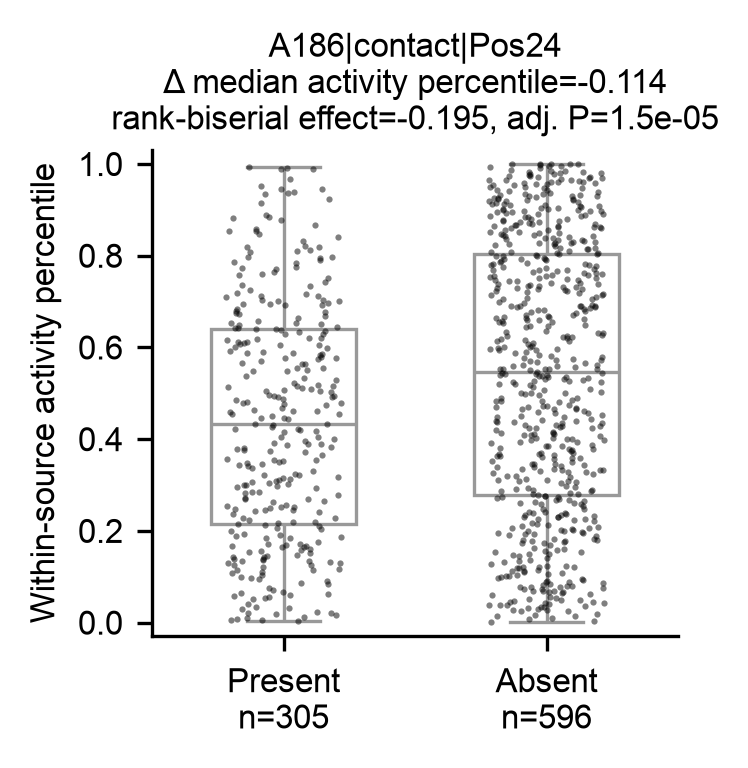 A186|contact|Pos24
Δ median activity percentile=-0.114
rank-biserial effect=-0.195, adj. P=1.5e-05
Within-source activity percentile
1.0
0.8
0.6
0.4
0.2
0.0
Present
n=305
Absent
n=596